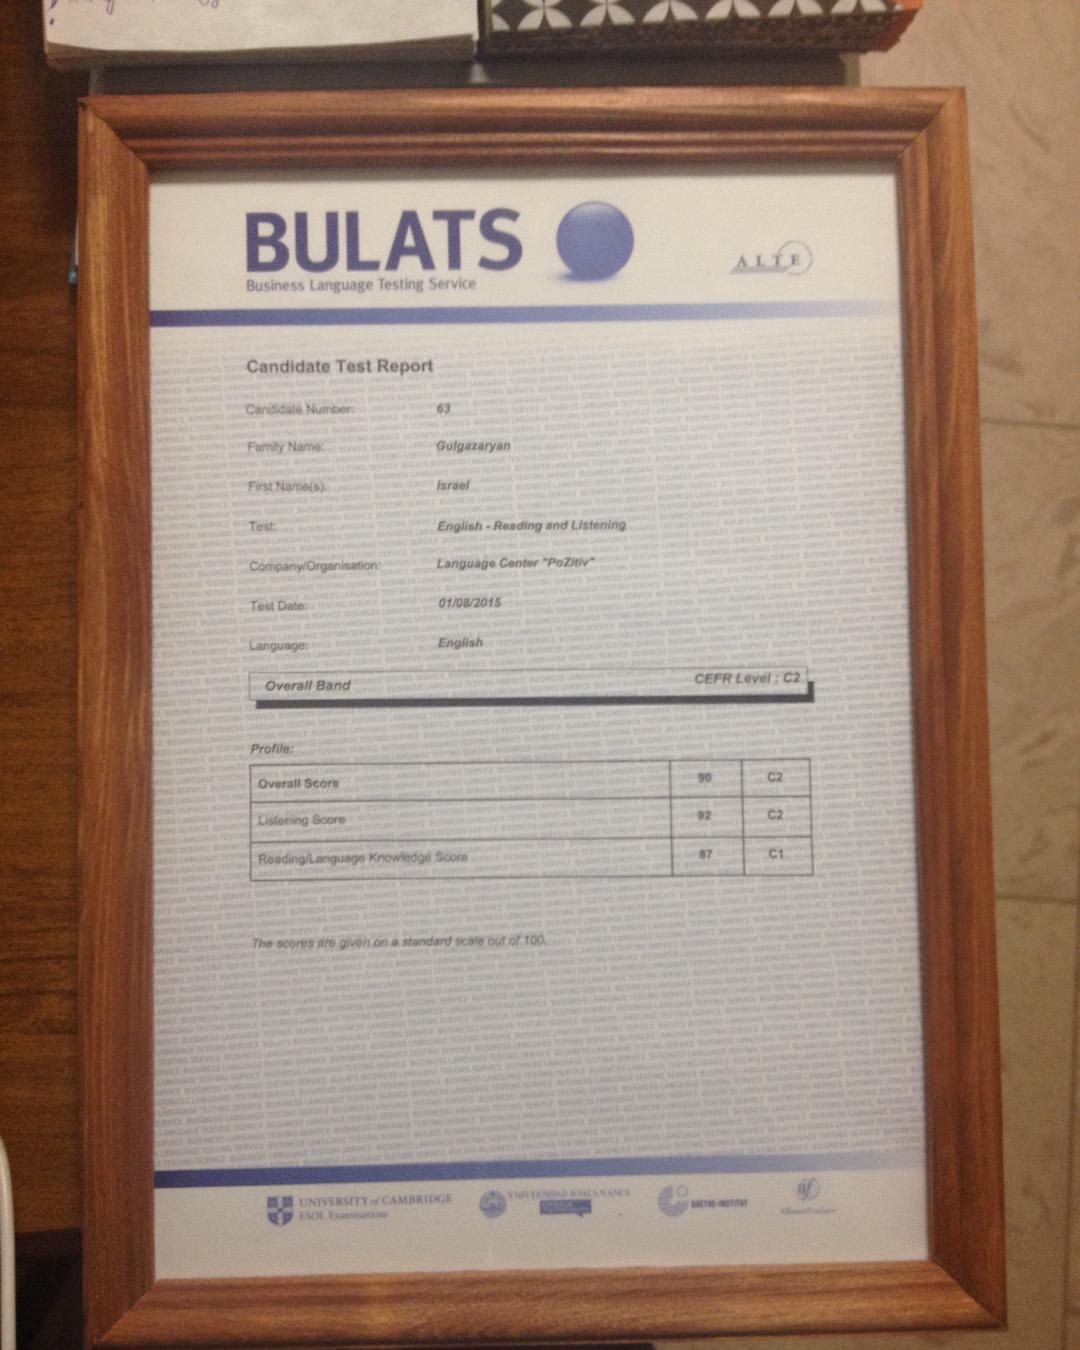 BULATS
Business Language Testing Service
ALTE
Candidate Test Report
Candidate Number: 63
Family Name: Gulgazaryan
First Name(s): Israel
Test: English - Reading and Listening
Company/Organisation: Language Center "PoZitiv"
Test Date: 01/08/2015
Language: English
Overall Band CEFR Level : C2
Profile:
Overall Score 90 C2
Listening Score 92 C2
Reading/Language Knowledge Score 87 C1
The scores are given on a standard scale out of 100.
UNIVERSITY of CAMBRIDGE
ESOL Examinations
GOETHE-INSTITUT
af